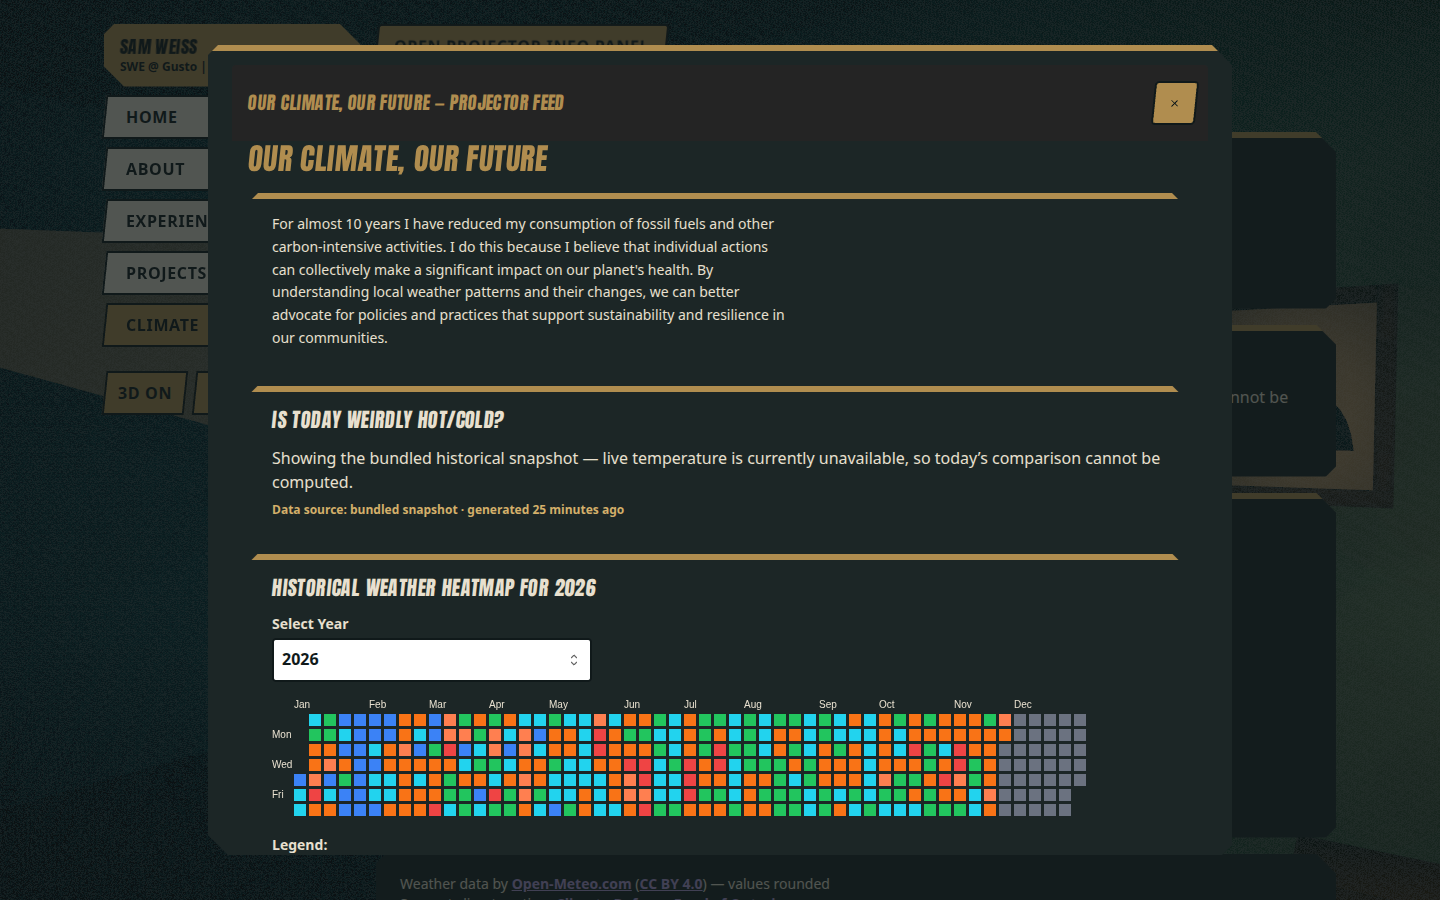 SAM WEISS
SWE @ Gusto |
OPEN PROJECTOR INFO PANEL
HOME
ABOUT
EXPERIEN
PROJECTS
CLIMATE
3D ON
OUR CLIMATE, OUR FUTURE – PROJECTOR FEED
×
OUR CLIMATE, OUR FUTURE
For almost 10 years I have reduced my consumption of fossil fuels and other
carbon-intensive activities. I do this because I believe that individual actions
can collectively make a significant impact on our planet's health. By
understanding local weather patterns and their changes, we can better
advocate for policies and practices that support sustainability and resilience in
our communities.
IS TODAY WEIRDLY HOT/COLD?
Showing the bundled historical snapshot — live temperature is currently unavailable, so today’s comparison cannot be
computed.
Data source: bundled snapshot · generated 25 minutes ago
nnot be
HISTORICAL WEATHER HEATMAP FOR 2026
Select Year
2026
Jan Feb Mar Apr May Jun Jul Aug Sep Oct Nov Dec
Mon
Wed
Fri
Legend:
Weather data by Open-Meteo.com (CC BY 4.0) — values rounded